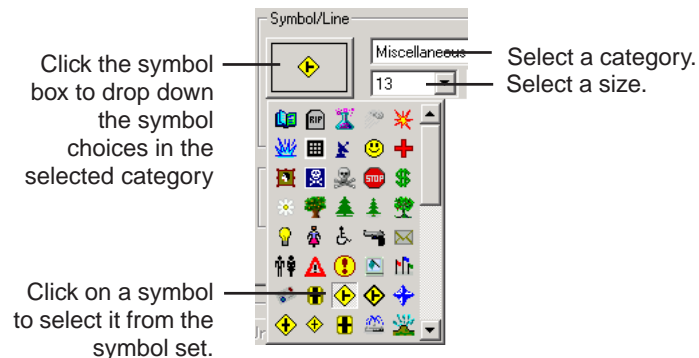 Symbol/Line
Miscellaneous
13
Click the symbol
box to drop down
the symbol
choices in the
selected category
Select a category.
Select a size.
RIP
STOP
Click on a symbol
to select it from the
symbol set.